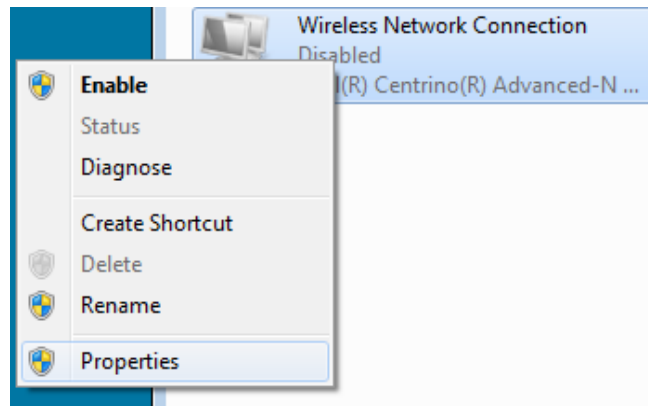 Wireless Network Connection
Disabled
(R) Centrino(R) Advanced-N ...
Enable
Status
Diagnose
Create Shortcut
Delete
Rename
Properties